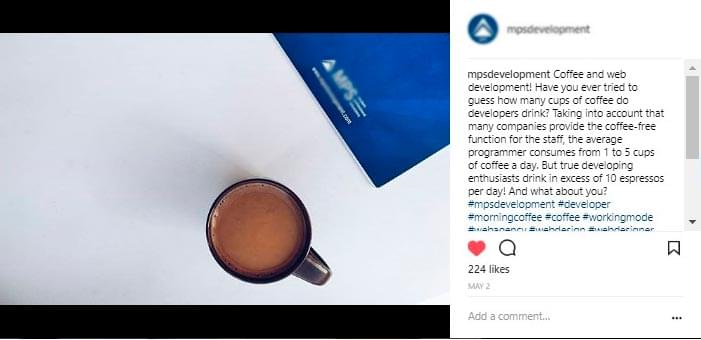 MPS
mpsdevelopment
mpsdevelopment Coffee and web
development! Have you ever tried to
guess how many cups of coffee do
developers drink? Taking into account that
many companies provide the coffee-free
function for the staff, the average
programmer consumes from 1 to 5 cups
of coffee a day. But true developing
enthusiasts drink in excess of 10 espressos
per day! And what about you?
#mpsdevelopment #developer
#morningcoffee #coffee #workingmode
#webagency #webdesign #webdesigner
224 likes
MAY 2
Add a comment...